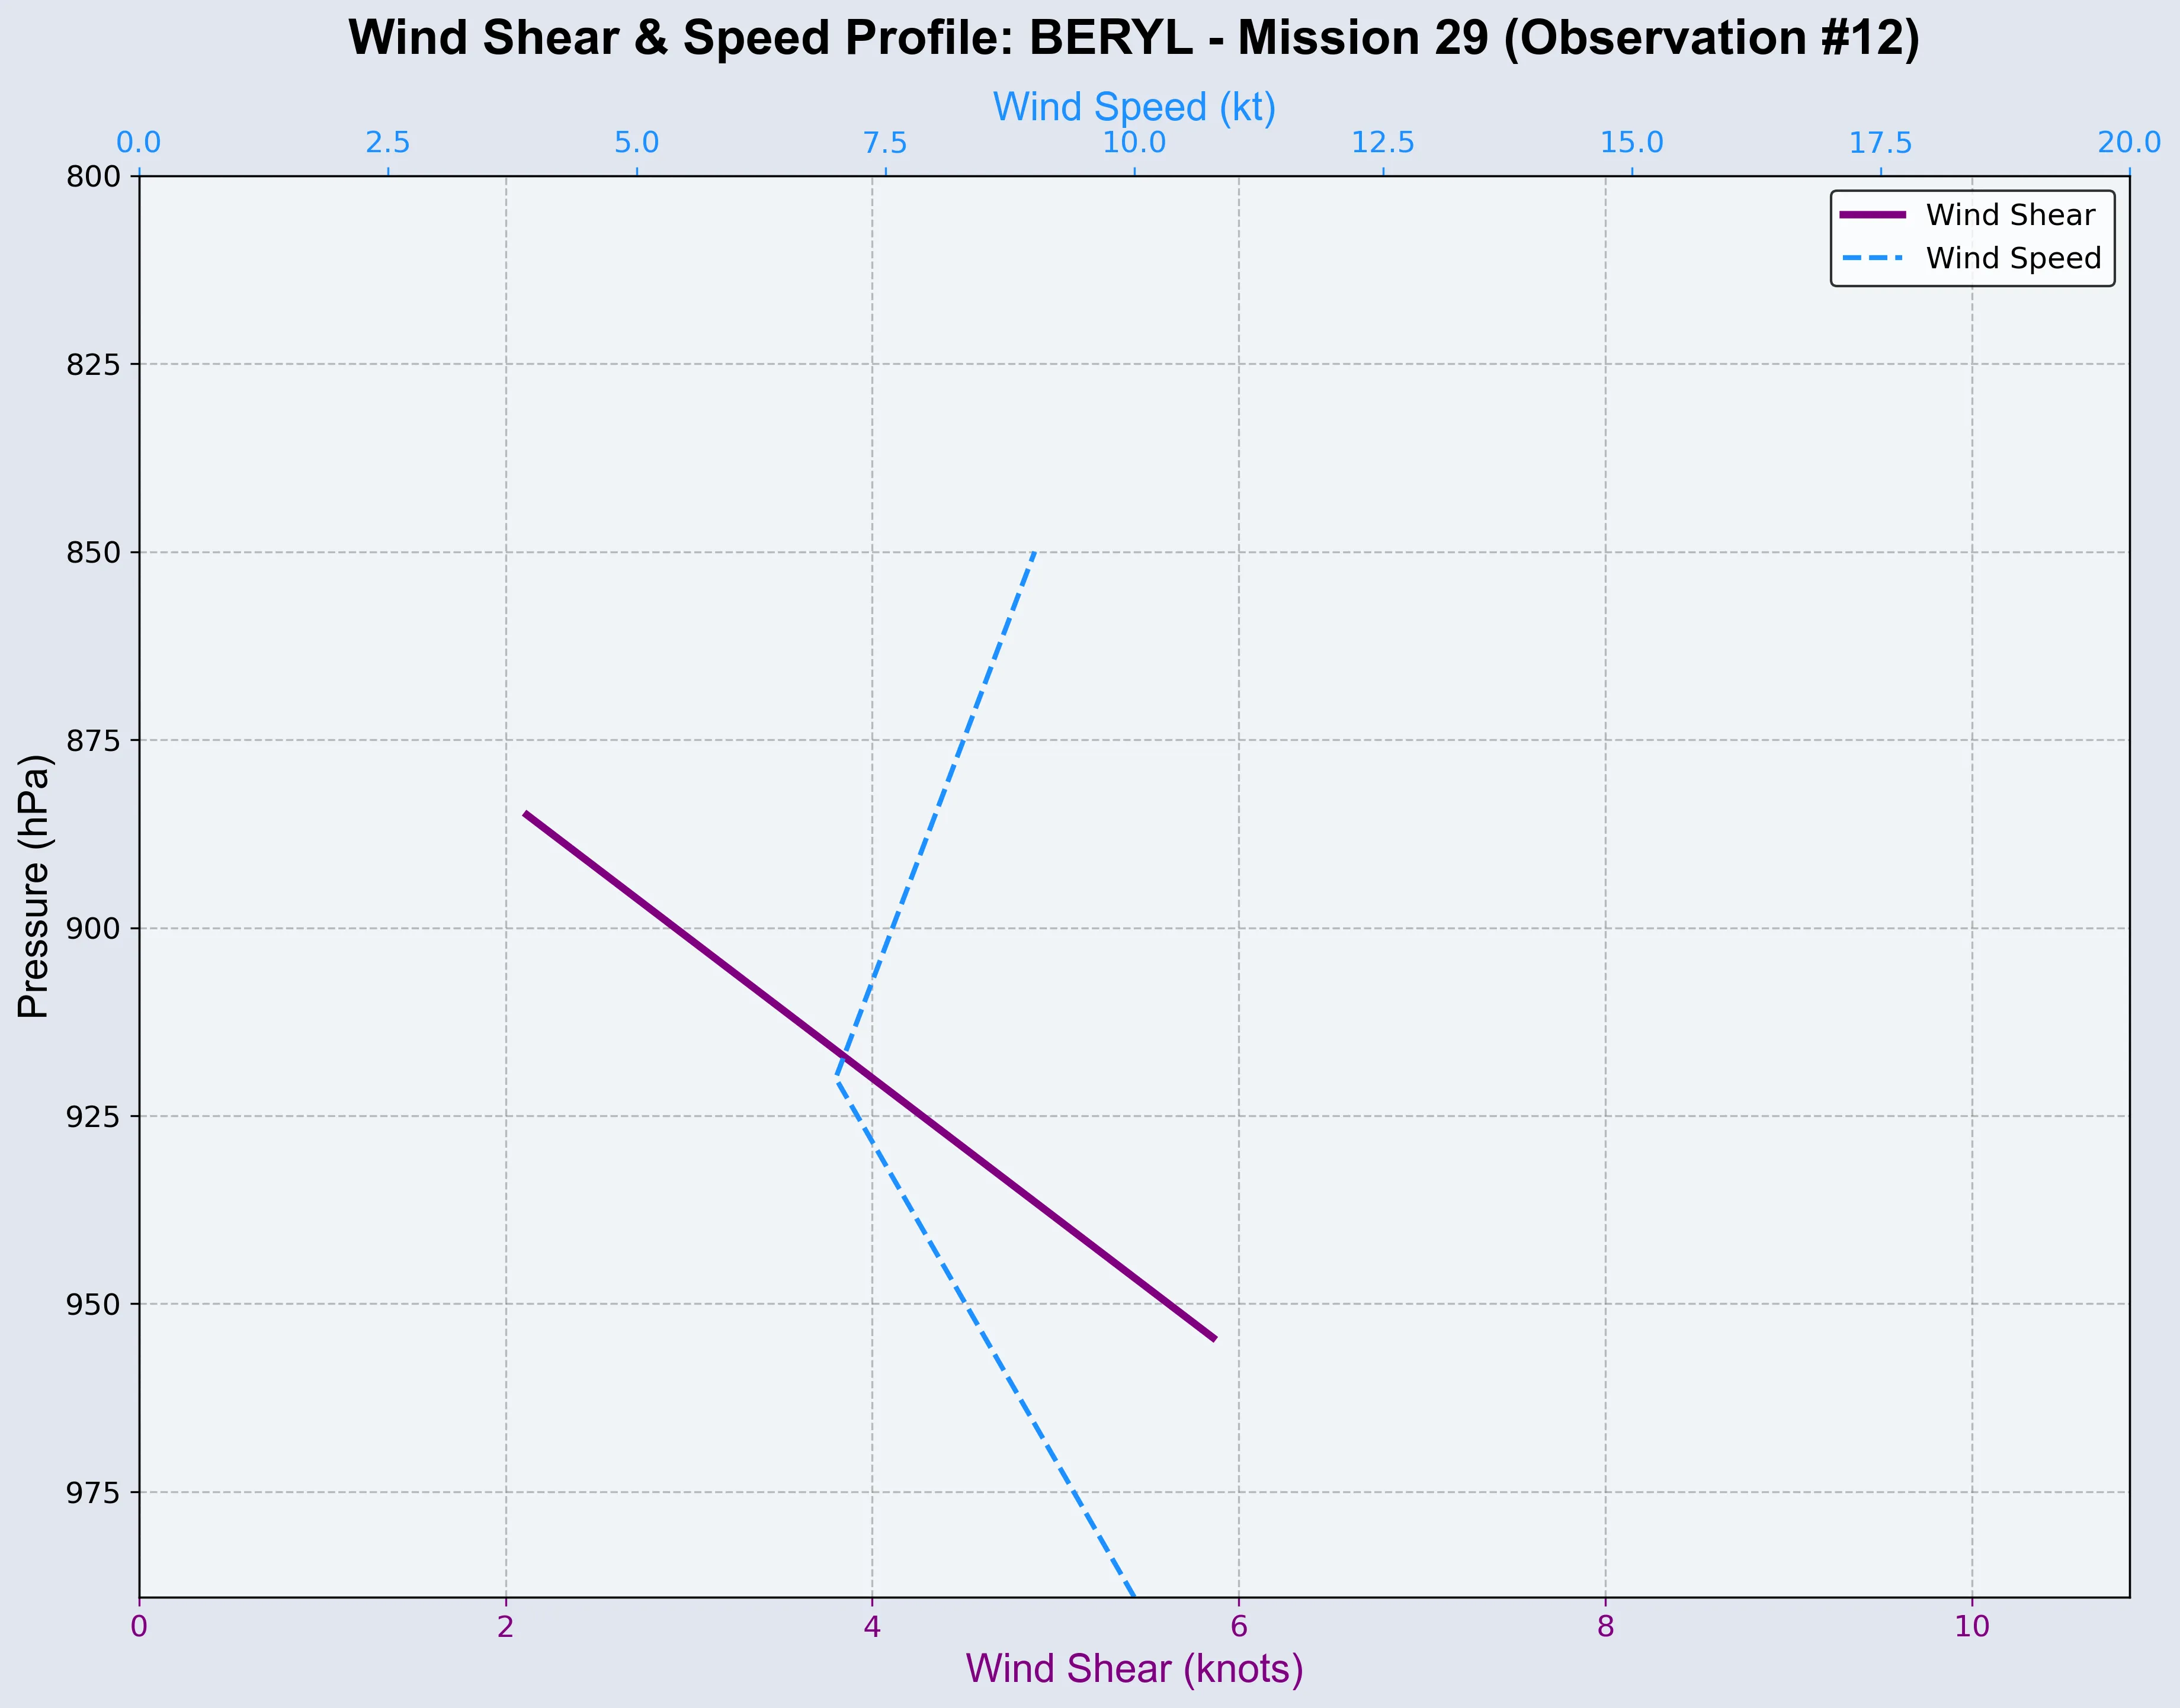 Wind Shear & Speed Profile: BERYL - Mission 29 (Observation #12)
Wind Speed (kt)
0.0 2.5 5.0 7.5 10.0 12.5 15.0 17.5 20.0
Wind Shear
Wind Speed
800
825
850
875
900
925
950
975
Pressure (hPa)
0 2 4 6 8 10
Wind Shear (knots)